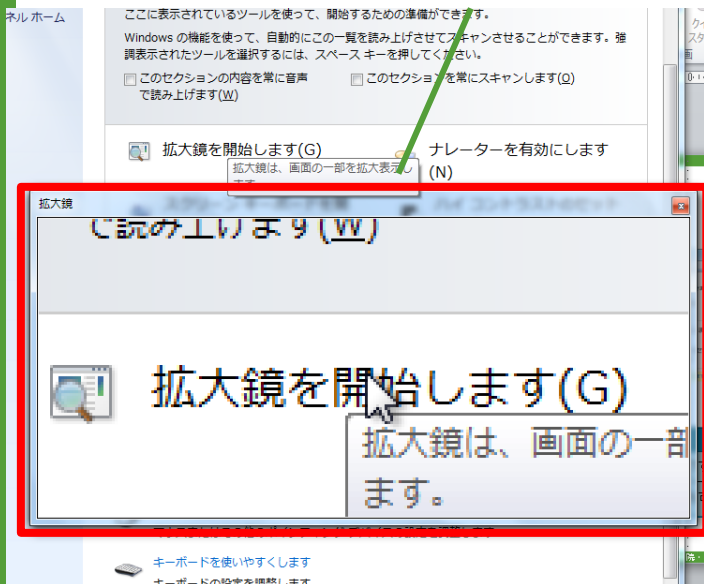 ネル ホーム
ここに表示されているツールを使って、開始するための準備ができます。
Windows の機能を使って、自動的にこの一覧を読み上げさせてスキャンさせることができます。強
調表示されたツールを選択するには、スペース キーを押してください。
このセクションの内容を常に音声
で読み上げます(W)
このセクションを常にスキャンします(O)
拡大鏡を開始します(G)
ナレーターを有効にします
(N)
拡大鏡は、画面の一部を拡大表示し
拡大鏡
で読み上げます(W)
拡大鏡を開始します(G)
拡大鏡は、画面の一部
ます。
キーボードを使いやすくします
キーボードの設定を調整します